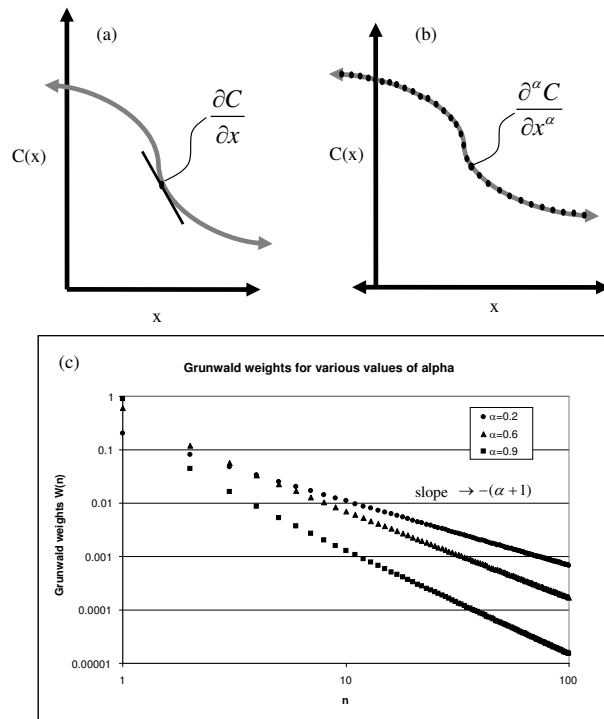 (a)
∂C
∂x
C(x)
x
(b)
∂^αC
∂x^α
C(x)
x
(c)
Grunwald weights for various values of alpha
Grunwald weights W(n)
1
0.1
0.01
0.001
0.0001
0.00001
α=0.2
α=0.6
α=0.9
slope → −(α+1)
1
10
100
n